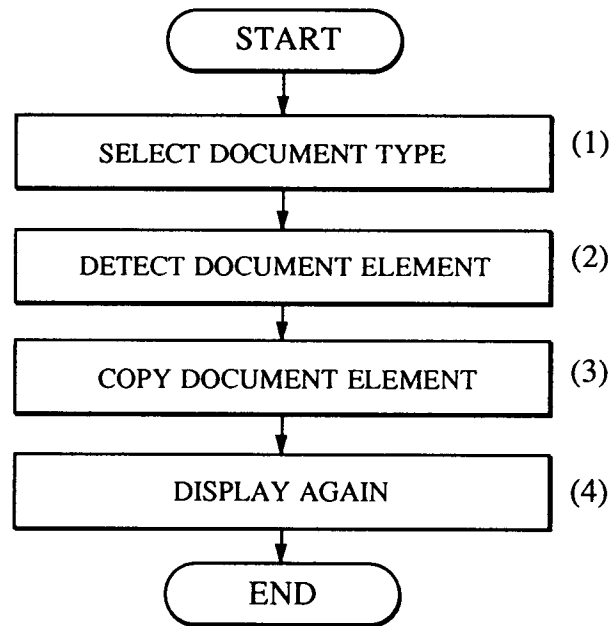 START
SELECT DOCUMENT TYPE (1)
DETECT DOCUMENT ELEMENT (2)
COPY DOCUMENT ELEMENT (3)
DISPLAY AGAIN (4)
END